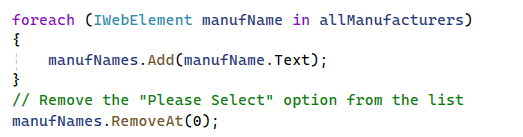 foreach (IWebElement manufName in allManufacturers)
{
    manufNames.Add(manufName.Text);
}
// Remove the "Please Select" option from the list
manufNames.RemoveAt(0);